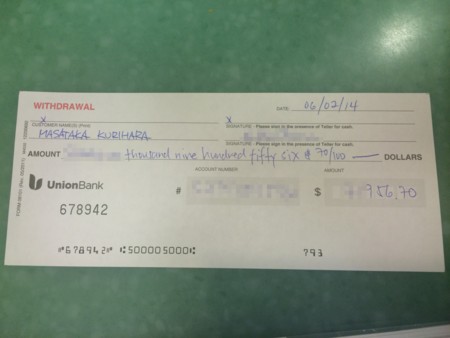 WITHDRAWAL
DATE 06/02/14
x x
CUSTOMER NAME(S) (Print) SIGNATURE - Please sign in the presence of Teller for cash.
MASATAKA KURIHARA
SIGNATURE - Please sign in the presence of Teller for cash.
AMOUNT thousand nine hundred fifty six & 70/100 DOLLARS
ACCOUNT NUMBER AMOUNT
UnionBank # $ 956,70
678942
⑈678942⑈ ⑆500005000⑆ 793